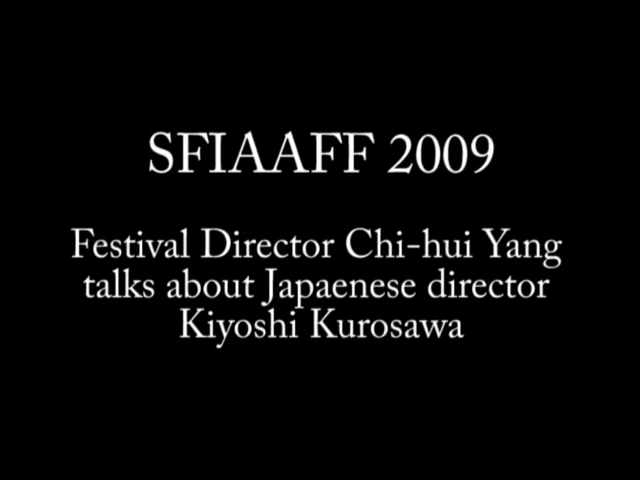 SFIAAFF 2009
Festival Director Chi-hui Yang
talks about Japaenese director
Kiyoshi Kurosawa